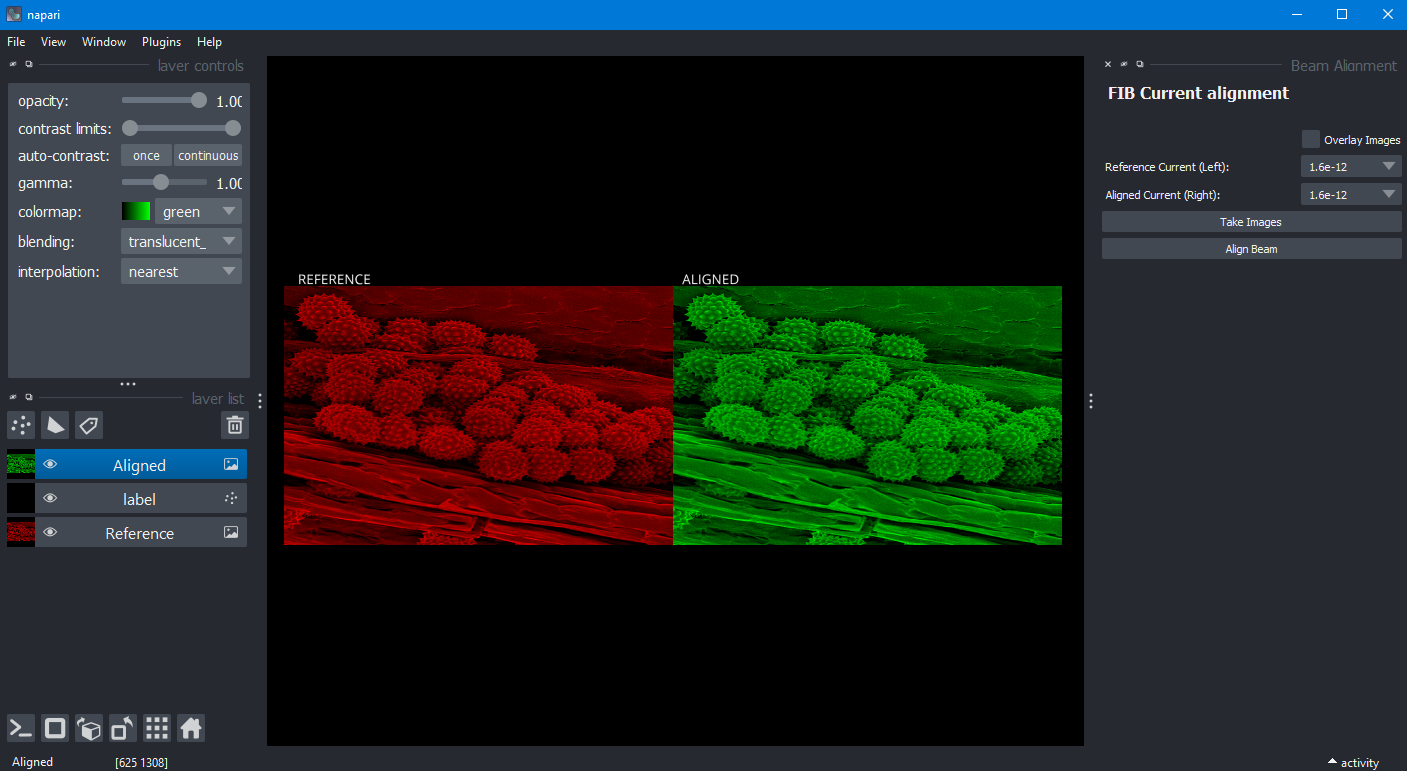 napari
File View Window Plugins Help
layer controls
opacity: 1.00
contrast limits:
auto-contrast: once continuous
gamma: 1.00
colormap: green
blending: translucent_
interpolation: nearest
layer list
Aligned
label
Reference
Aligned [625 1308]
REFERENCE ALIGNED
Beam Alignment
FIB Current alignment
Overlay Images
Reference Current (Left): 1.6e-12
Aligned Current (Right): 1.6e-12
Take Images
Align Beam
activity